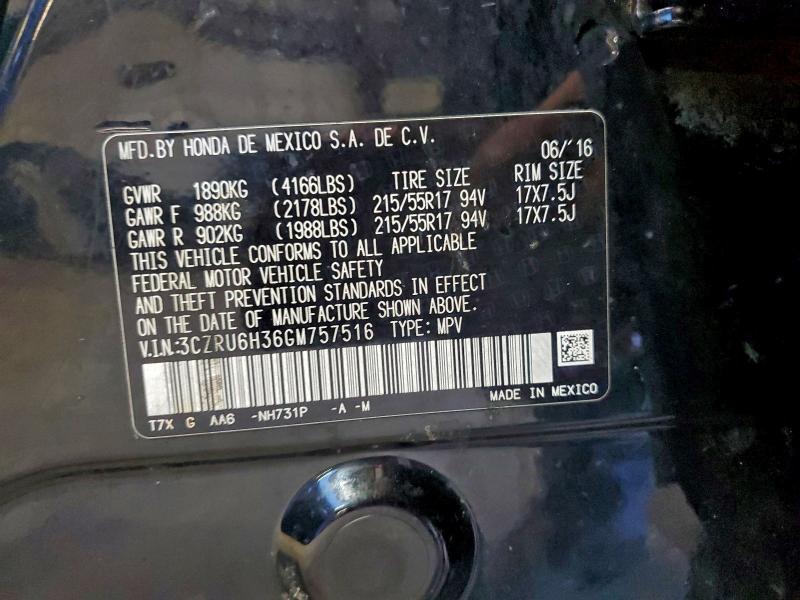 MFD.BY HONDA DE MEXICO S.A. DE C.V.
06/'16
GVWR 1890KG (4166LBS) TIRE SIZE RIM SIZE
GAWR F 988KG (2178LBS) 215/55R17 94V 17X7.5J
GAWR R 902KG (1988LBS) 215/55R17 94V 17X7.5J
THIS VEHICLE CONFORMS TO ALL APPLICABLE
FEDERAL MOTOR VEHICLE SAFETY
AND THEFT PREVENTION STANDARDS IN EFFECT
ON THE DATE OF MANUFACTURE SHOWN ABOVE.
V.I.N:3CZRU6H36GM757516 TYPE: MPV
T7X G AA6 -NH731P -A -M MADE IN MEXICO